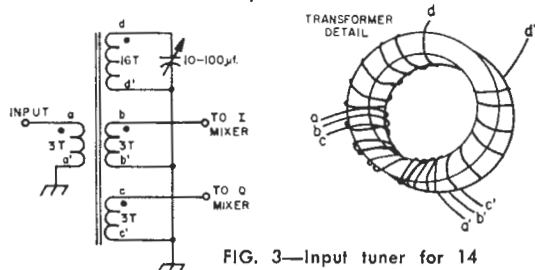 d
16T
10-100µf.
d'
INPUT
a
3T
a'
b
3T
b'
TO I
MIXER
c
3T
c'
TO Q
MIXER
TRANSFORMER
DETAIL
d
d'
a
b
c
c'
b'
a'
FIG. 3—Input tuner for 14